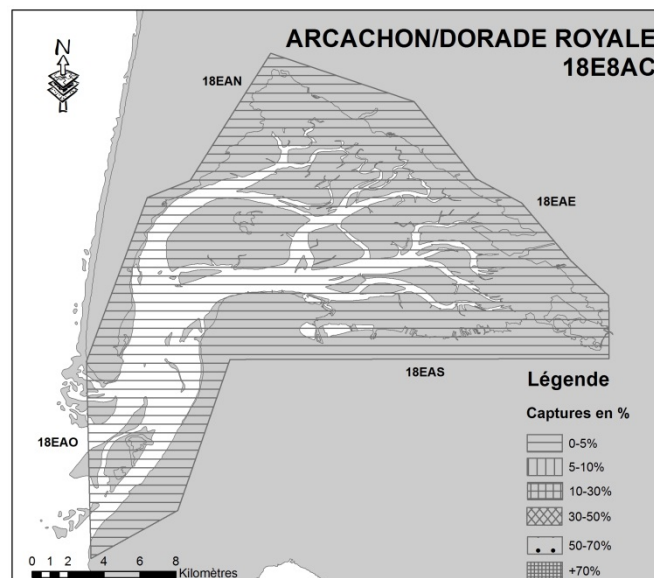 ARCACHON/DORADE ROYALE
18E8AC
N
18EAN
18EAE
18EAS
18EAO
Légende
Captures en %
0-5%
5-10%
10-30%
30-50%
50-70%
+70%
0 1 2 4 6 8
Kilomètres